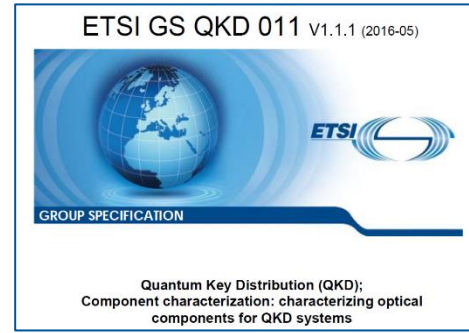 ETSI GS QKD 011 V1.1.1 (2016-05)
ETSI
GROUP SPECIFICATION
Quantum Key Distribution (QKD);
Component characterization: characterizing optical
components for QKD systems